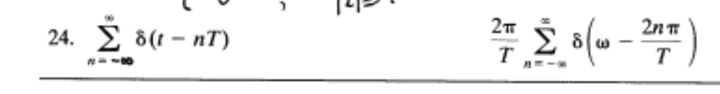 24. ∞ ∑ n=-∞ δ(t − nT) 2π/T ∞ ∑ n=-∞ δ(ω − 2nπ/T)